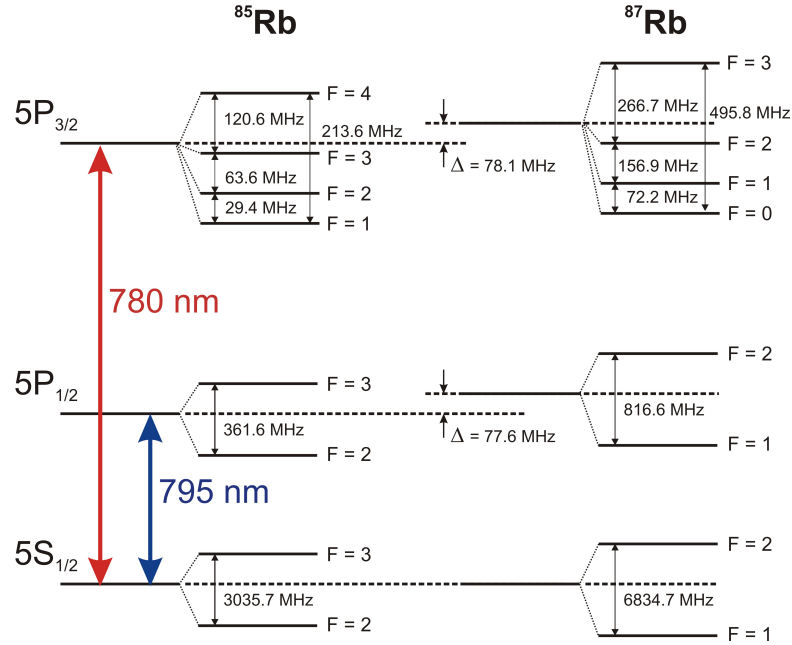 ⁸⁵Rb
⁸⁷Rb
5P3/2
F = 4
120.6 MHz
213.6 MHz
F = 3
63.6 MHz
F = 2
29.4 MHz
F = 1
Δ = 78.1 MHz
F = 3
266.7 MHz
495.8 MHz
F = 2
156.9 MHz
F = 1
72.2 MHz
F = 0
780 nm
5P1/2
F = 3
361.6 MHz
F = 2
Δ = 77.6 MHz
F = 2
816.6 MHz
F = 1
795 nm
5S1/2
F = 3
3035.7 MHz
F = 2
F = 2
6834.7 MHz
F = 1